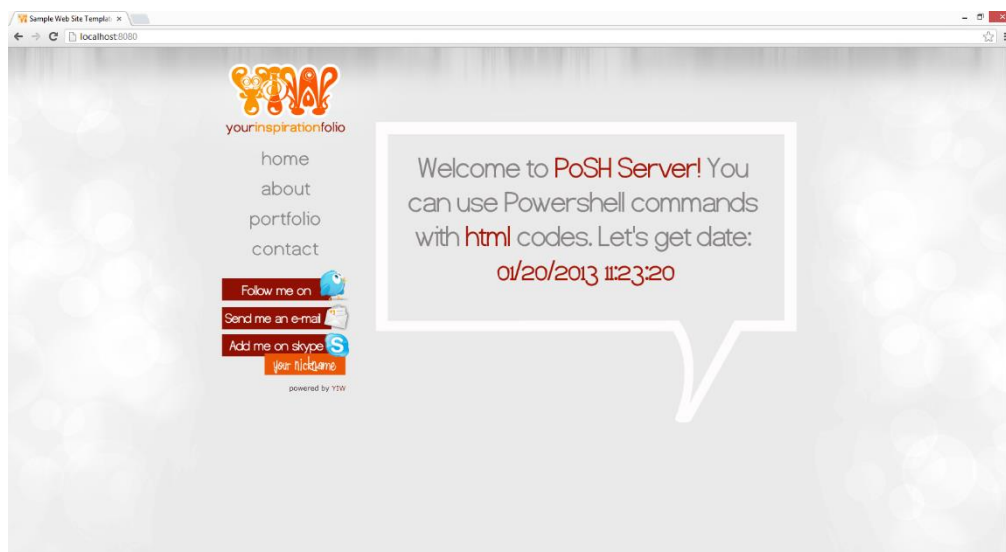 Sample Web Site Templat
localhost:8080
YIW
yourinspirationfolio
home
about
portfolio
contact
Follow me on
Send me an e-mail
Add me on skype
S
your nickname
powered by YIW
Welcome to PoSH Server! You
can use Powershell commands
with html codes. Let's get date:
01/20/2013 11:23:20